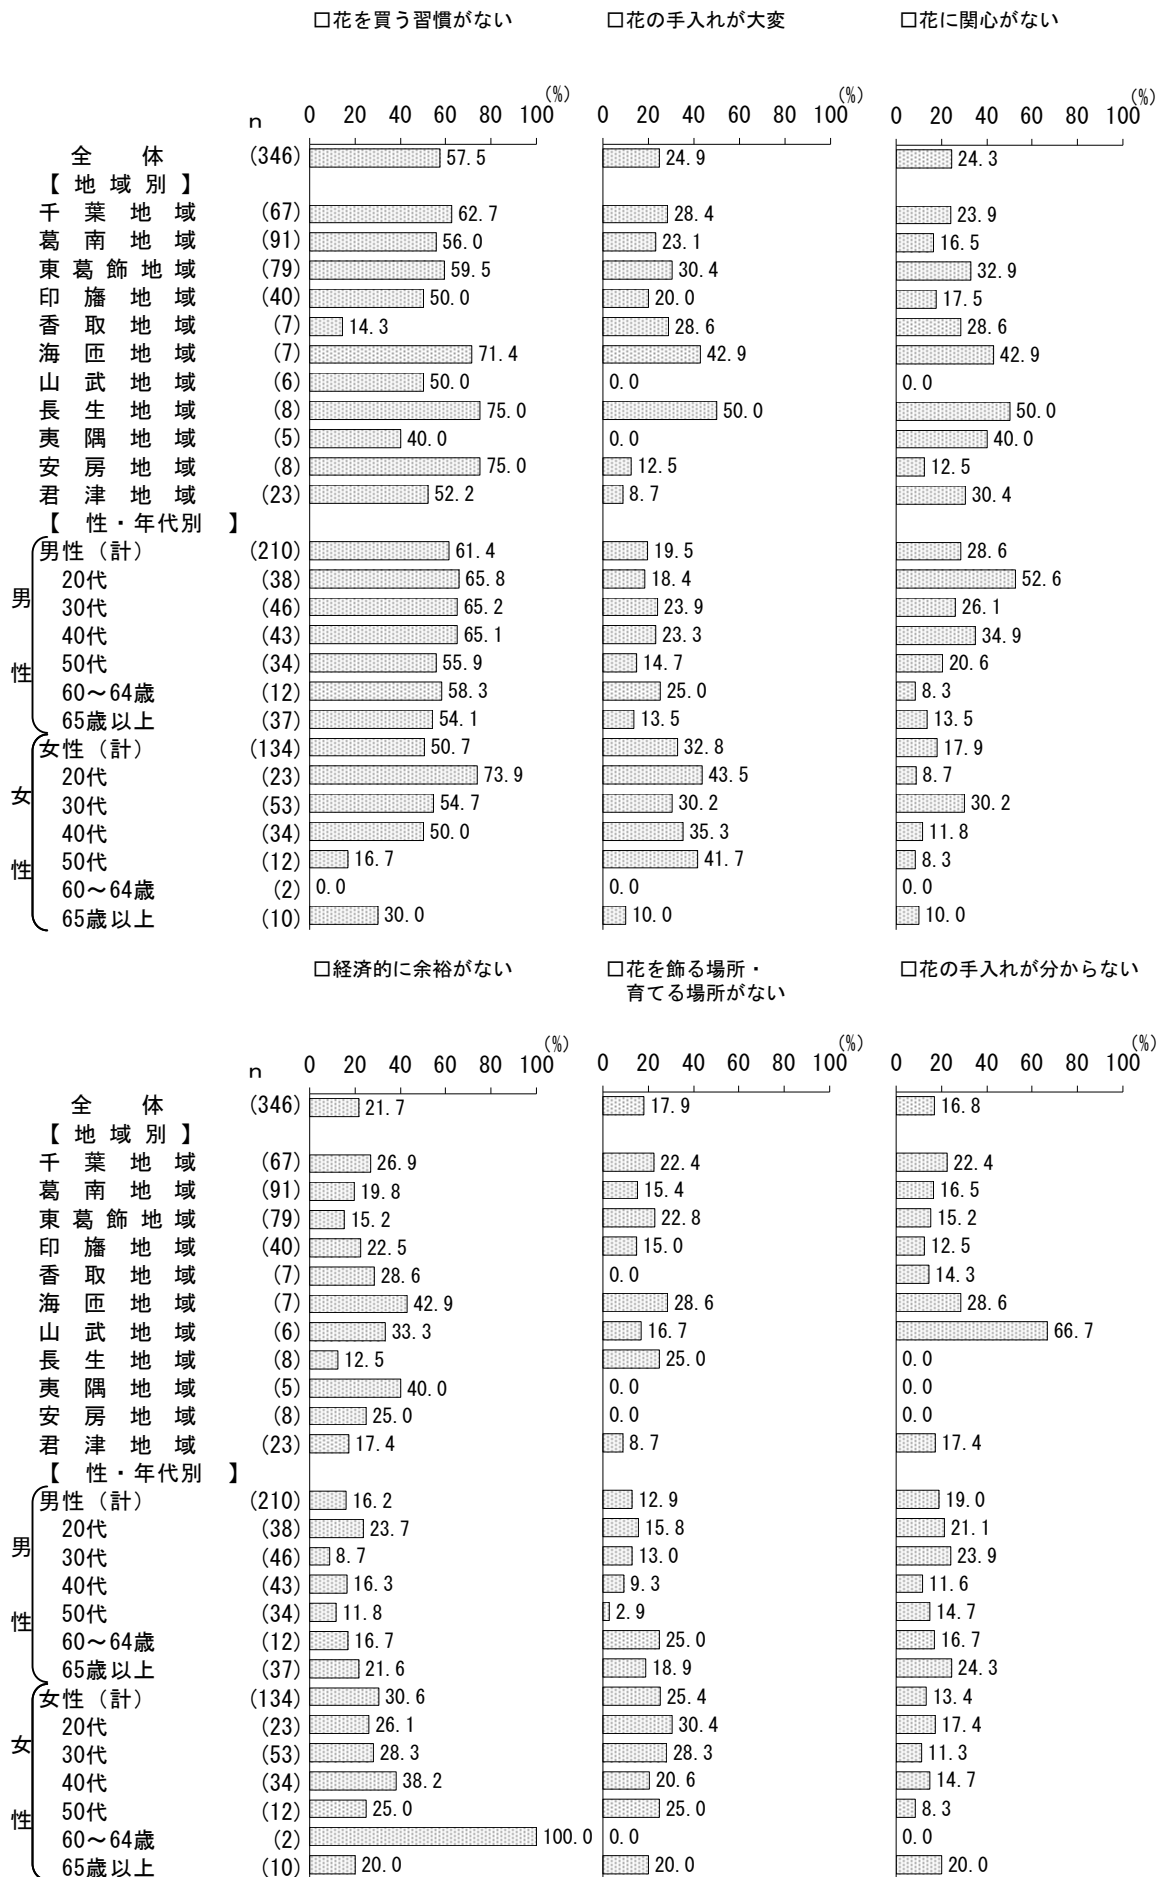 □花を買う習慣がない □花の手入れが大変 □花に関心がない
(%) (%) (%)
n 0 20 40 60 80 100 0 20 40 60 80 100 0 20 40 60 80 100
全 体 (346) 57.5 24.9 24.3
【 地 域 別 】
千 葉 地 域 (67) 62.7 28.4 23.9
葛 南 地 域 (91) 56.0 23.1 16.5
東 葛 飾 地 域 (79) 59.5 30.4 32.9
印 旛 地 域 (40) 50.0 20.0 17.5
香 取 地 域 (7) 14.3 28.6 28.6
海 匝 地 域 (7) 71.4 42.9 42.9
山 武 地 域 (6) 50.0 0.0 0.0
長 生 地 域 (8) 75.0 50.0 50.0
夷 隅 地 域 (5) 40.0 0.0 40.0
安 房 地 域 (8) 75.0 12.5 12.5
君 津 地 域 (23) 52.2 8.7 30.4
【 性・年代別 】
男性（計） (210) 61.4 19.5 28.6
20代 (38) 65.8 18.4 52.6
男 30代 (46) 65.2 23.9 26.1
40代 (43) 65.1 23.3 34.9
性 50代 (34) 55.9 14.7 20.6
60～64歳 (12) 58.3 25.0 8.3
65歳以上 (37) 54.1 13.5 13.5
女性（計） (134) 50.7 32.8 17.9
20代 (23) 73.9 43.5 8.7
女 30代 (53) 54.7 30.2 30.2
40代 (34) 50.0 35.3 11.8
性 50代 (12) 16.7 41.7 8.3
60～64歳 (2) 0.0 0.0 0.0
65歳以上 (10) 30.0 10.0 10.0
□経済的に余裕がない □花を飾る場所・ □花の手入れが分からない
育てる場所がない
(%) (%) (%)
n 0 20 40 60 80 100 0 20 40 60 80 100 0 20 40 60 80 100
全 体 (346) 21.7 17.9 16.8
【 地 域 別 】
千 葉 地 域 (67) 26.9 22.4 22.4
葛 南 地 域 (91) 19.8 15.4 16.5
東 葛 飾 地 域 (79) 15.2 22.8 15.2
印 旛 地 域 (40) 22.5 15.0 12.5
香 取 地 域 (7) 28.6 0.0 14.3
海 匝 地 域 (7) 42.9 28.6 28.6
山 武 地 域 (6) 33.3 16.7 66.7
長 生 地 域 (8) 12.5 25.0 0.0
夷 隅 地 域 (5) 40.0 0.0 0.0
安 房 地 域 (8) 25.0 0.0 0.0
君 津 地 域 (23) 17.4 8.7 17.4
【 性・年代別 】
男性（計） (210) 16.2 12.9 19.0
20代 (38) 23.7 15.8 21.1
男 30代 (46) 8.7 13.0 23.9
40代 (43) 16.3 9.3 11.6
性 50代 (34) 11.8 2.9 14.7
60～64歳 (12) 16.7 25.0 16.7
65歳以上 (37) 21.6 18.9 24.3
女性（計） (134) 30.6 25.4 13.4
20代 (23) 26.1 30.4 17.4
女 30代 (53) 28.3 28.3 11.3
40代 (34) 38.2 20.6 14.7
性 50代 (12) 25.0 25.0 8.3
60～64歳 (2) 100.0 0.0 0.0
65歳以上 (10) 20.0 20.0 20.0